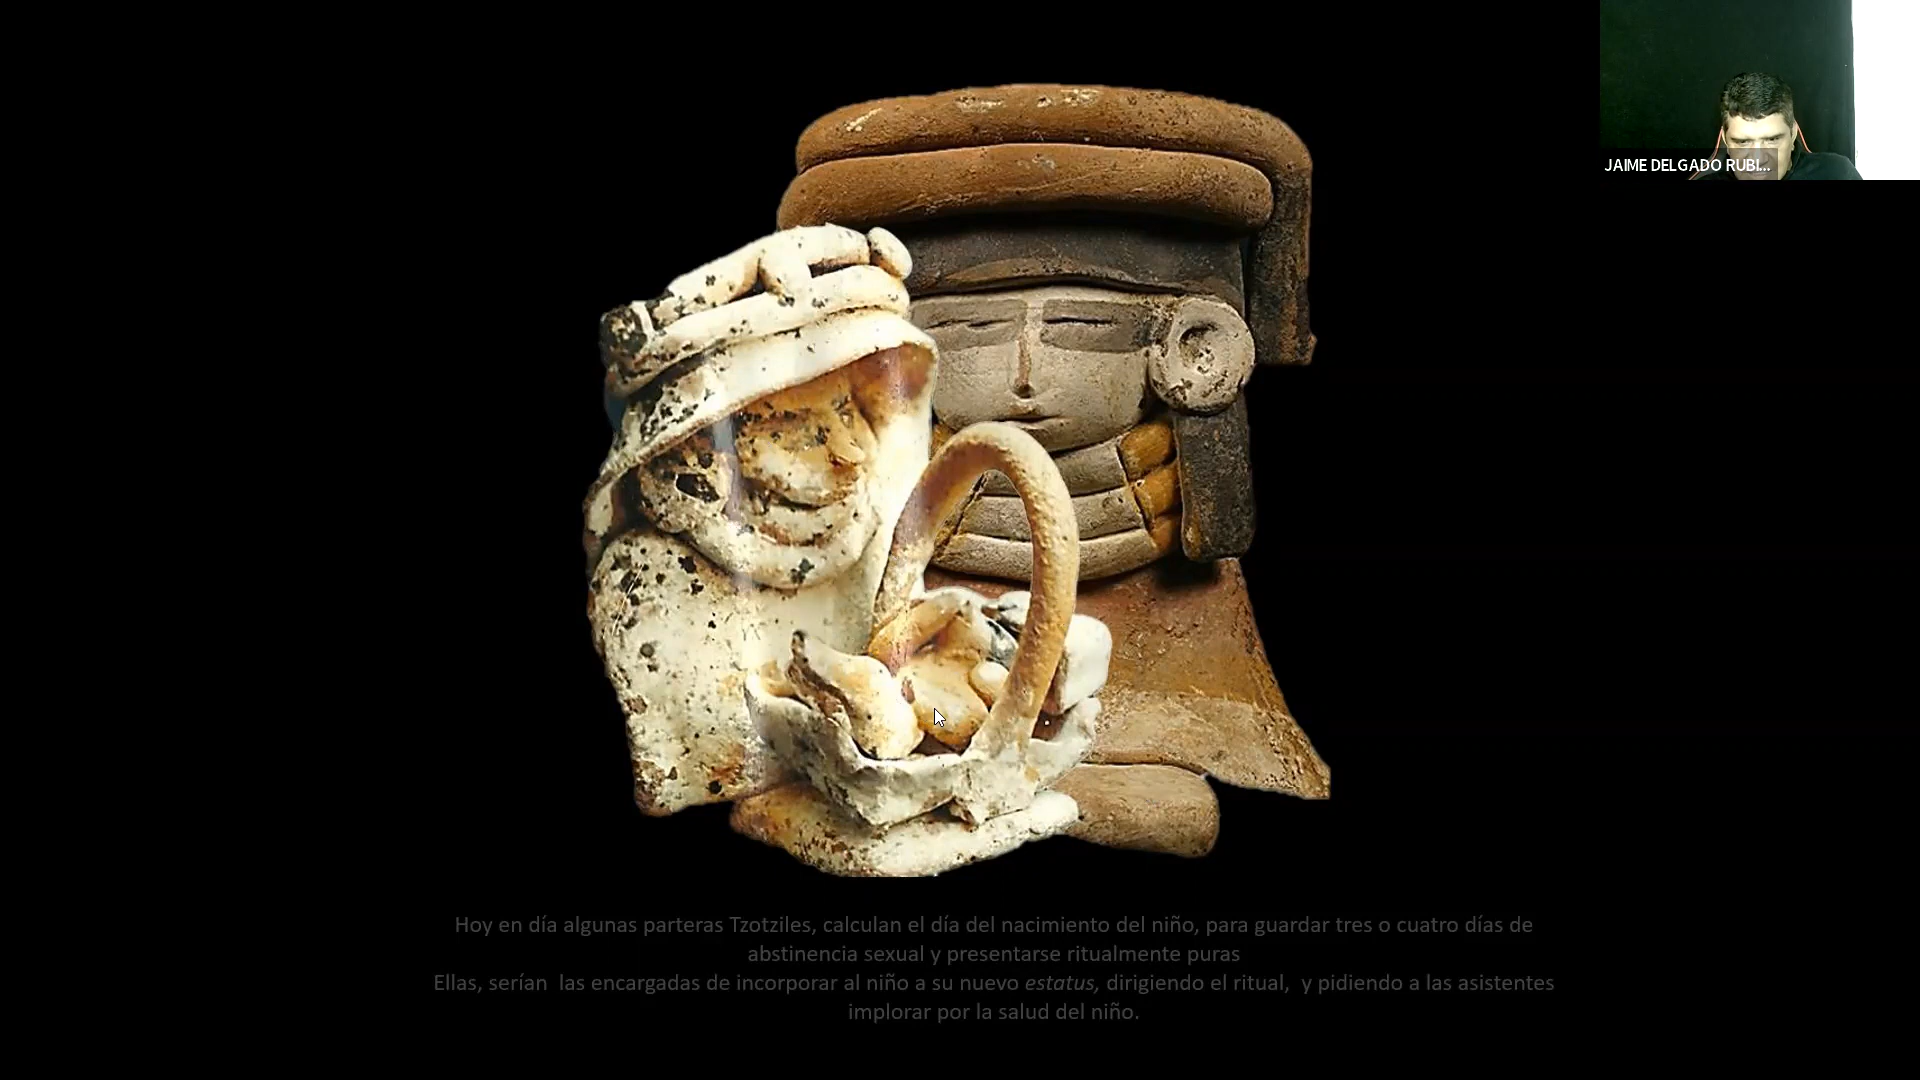 JAIME DELGADO RUBI...
Hoy en día algunas parteras Tzotziles, calculan el día del nacimiento del niño, para guardar tres o cuatro días de
abstinencia sexual y presentarse ritualmente puras
Ellas, serían  las encargadas de incorporar al niño a su nuevo estatus, dirigiendo el ritual,  y pidiendo a las asistentes
implorar por la salud del niño.